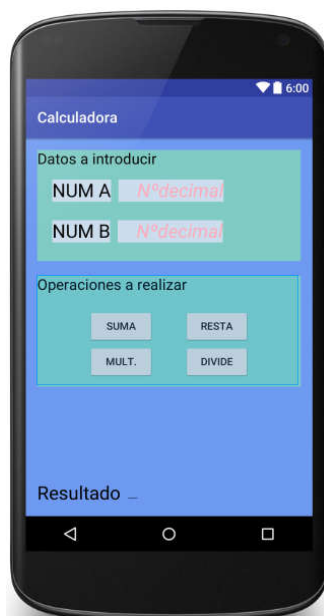 6:00
Calculadora
Datos a introducir
NUM A Nºdecimal
NUM B Nºdecimal
Operaciones a realizar
SUMA RESTA
MULT. DIVIDE
Resultado _